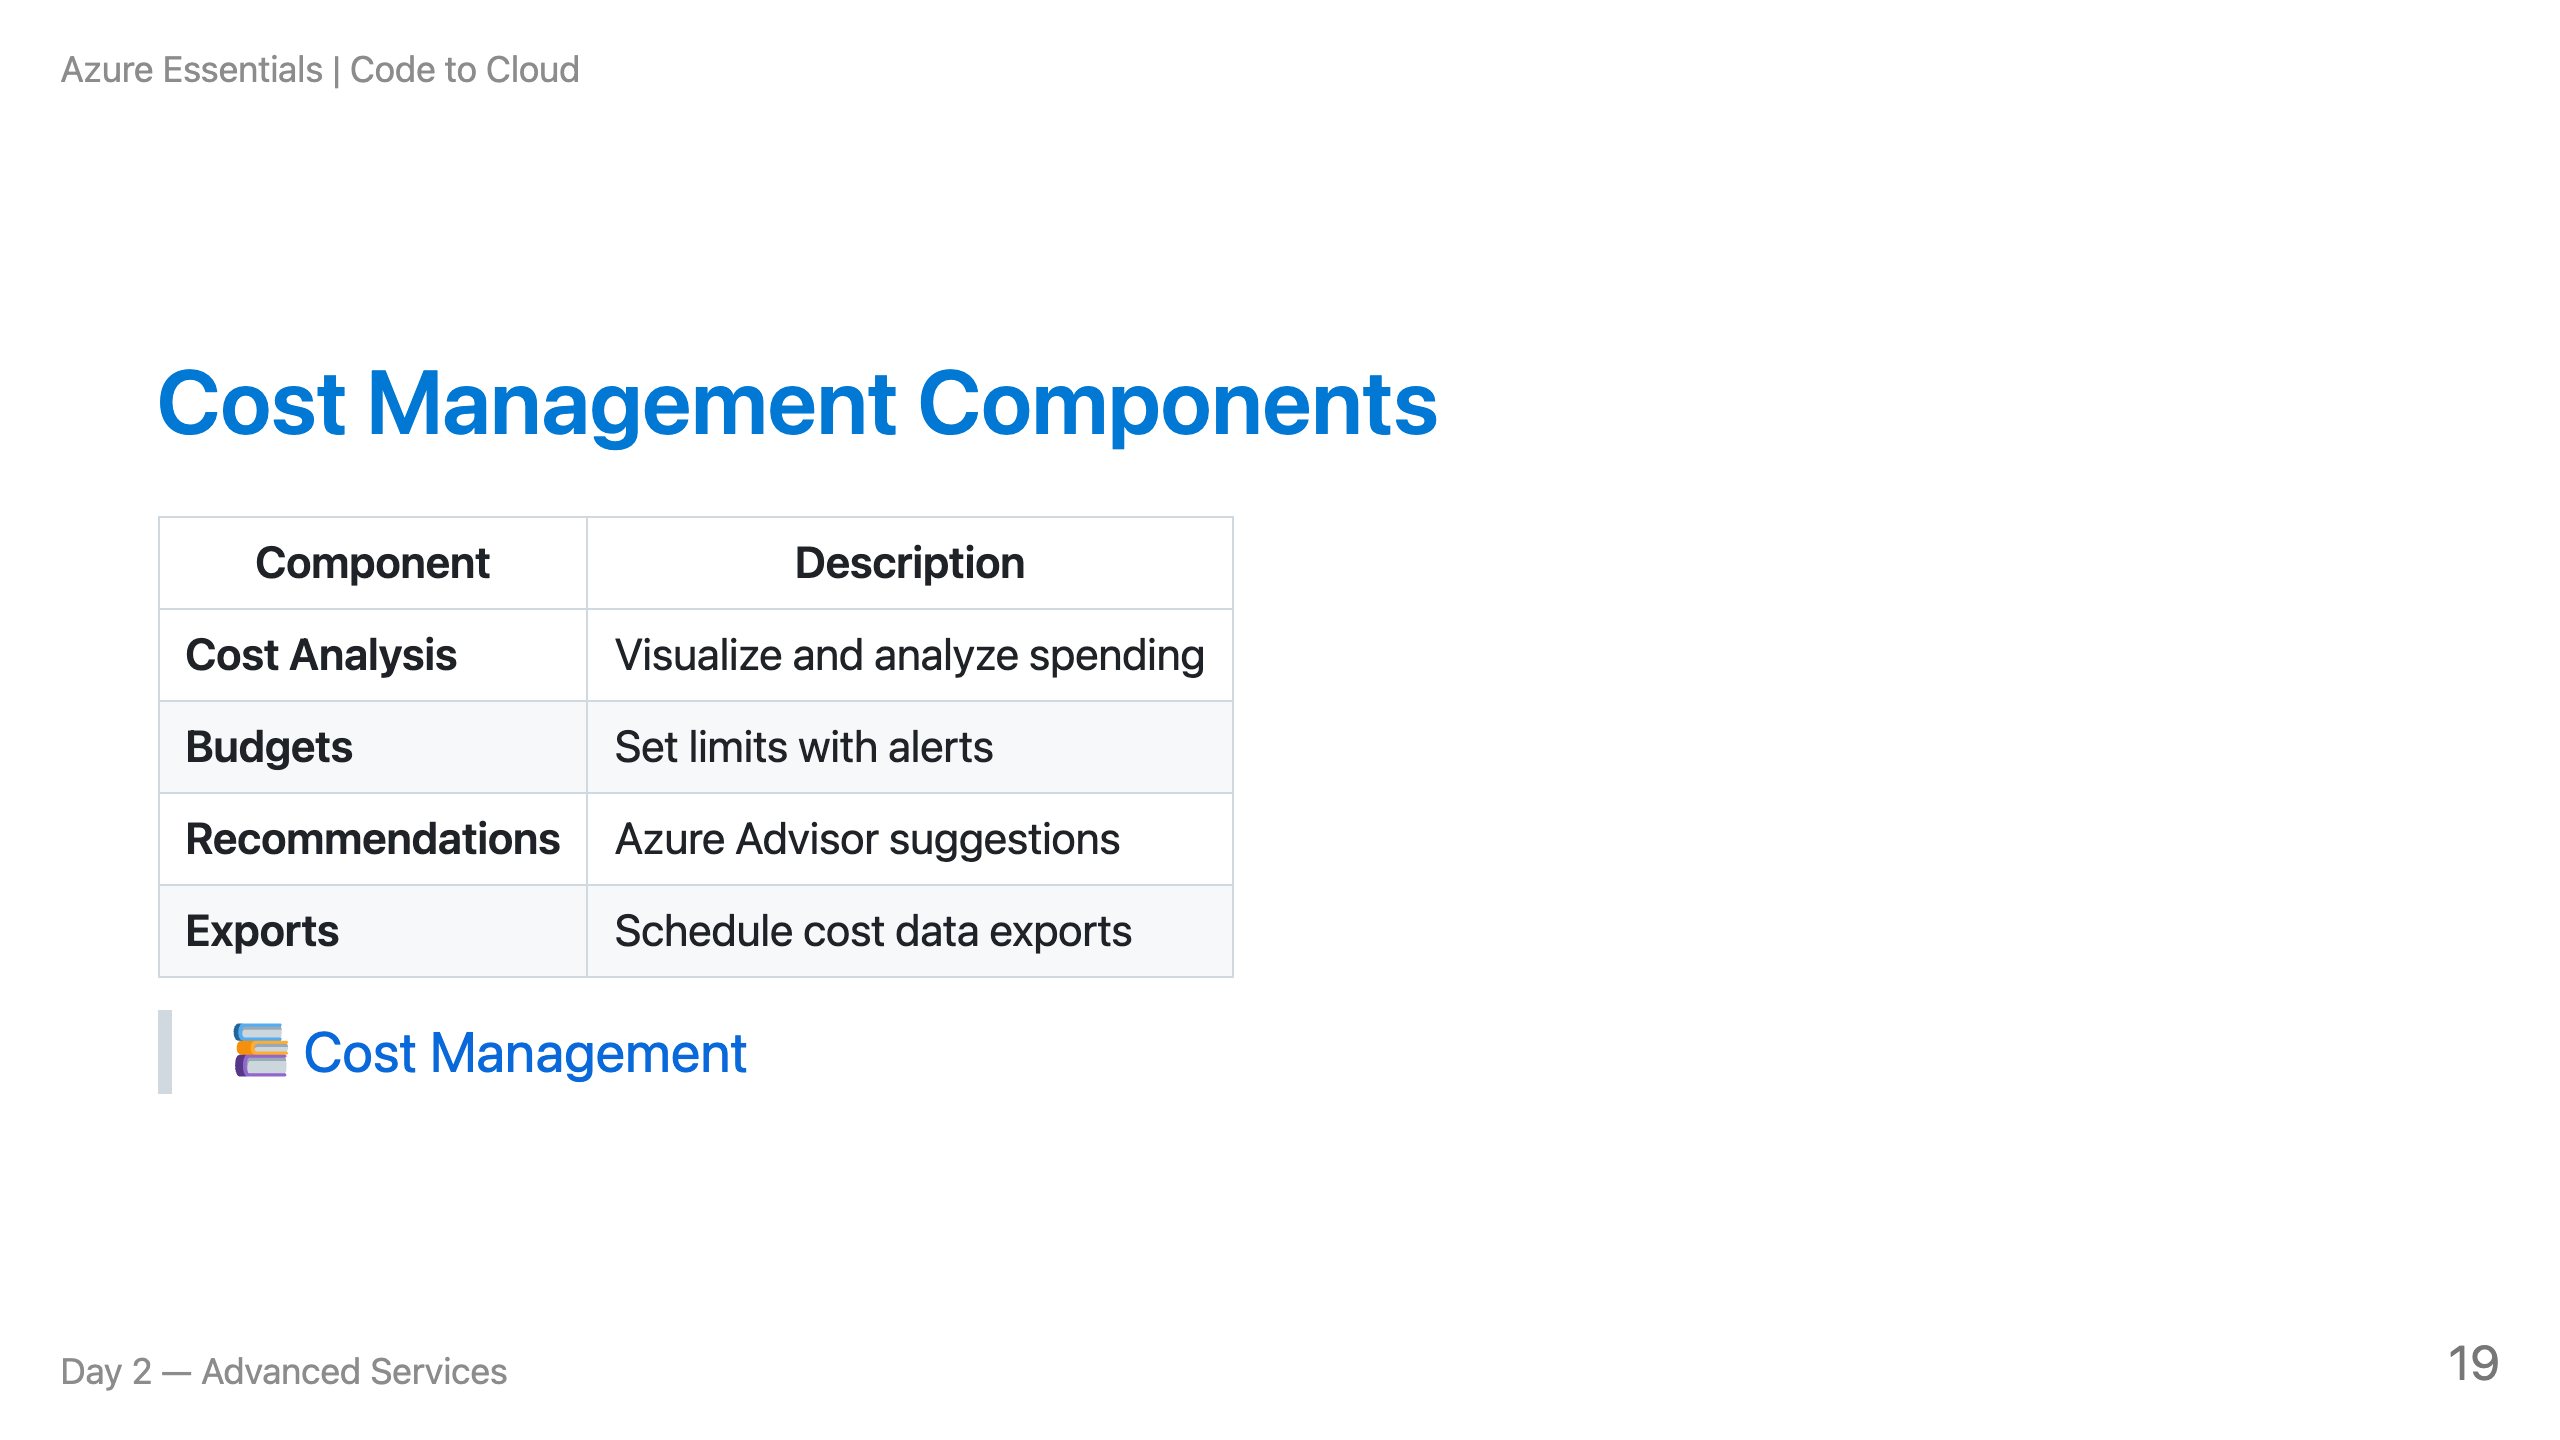 Azure Essentials | Code to Cloud
Cost Management Components
Component Description
Cost Analysis Visualize and analyze spending
Budgets Set limits with alerts
Recommendations Azure Advisor suggestions
Exports Schedule cost data exports
Cost Management
Day 2 — Advanced Services
19